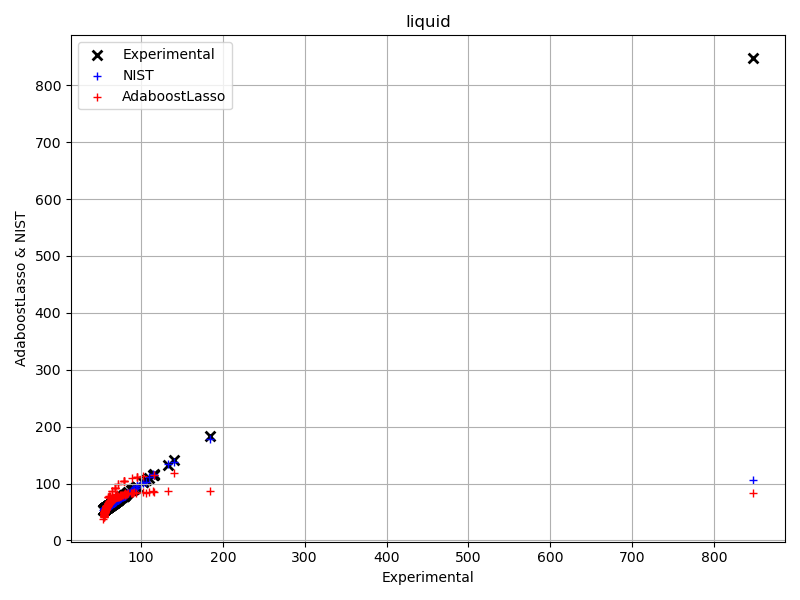 liquid
Experimental
NIST
AdaboostLasso
AdaboostLasso & NIST
800
700
600
500
400
300
200
100
0
100 200 300 400 500 600 700 800
Experimental